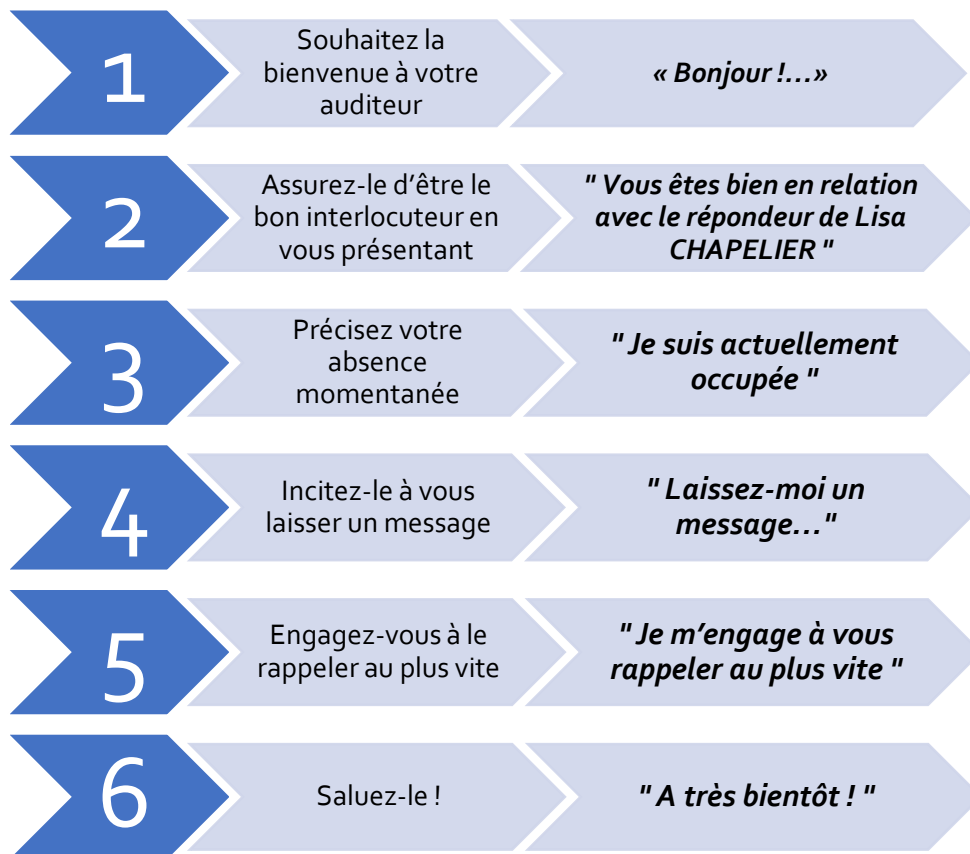 1
Souhaitez la
bienvenue à votre
auditeur
« Bonjour !...»
2
Assurez-le d'être le
bon interlocuteur en
vous présentant
" Vous êtes bien en relation
avec le répondeur de Lisa
CHAPELIER "
3
Précisez votre
absence
momentanée
" Je suis actuellement
occupée "
4
Incitez-le à vous
laisser un message
" Laissez-moi un
message..."
5
Engagez-vous à le
rappeler au plus vite
" Je m'engage à vous
rappeler au plus vite "
6
Saluez-le !
" A très bientôt ! "